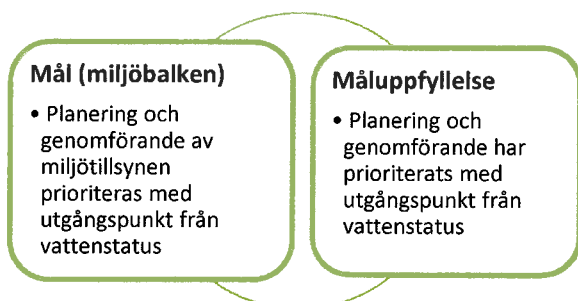 Mål (miljöbalken)
• Planering och
genomförande av
miljötillsynen
prioriteras med
utgångspunkt från
vattenstatus
Måluppfyllelse
• Planering och
genomförande har
prioriterats med
utgångspunkt från
vattenstatus